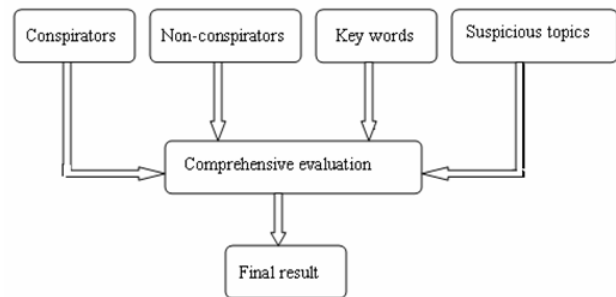 Conspirators
Non-conspirators
Key words
Suspicious topics
Comprehensive evaluation
Final result